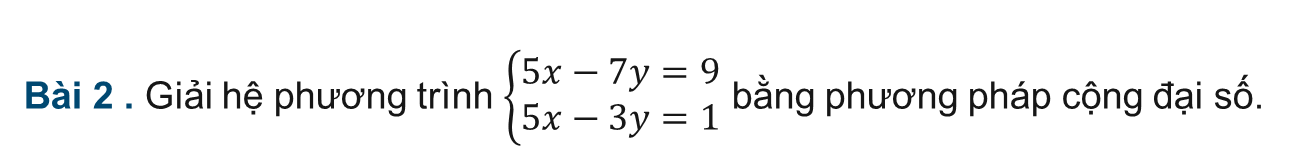 Bài 2 . Giải hệ phương trình {5x − 7y = 9
5x − 3y = 1 bằng phương pháp cộng đại số.